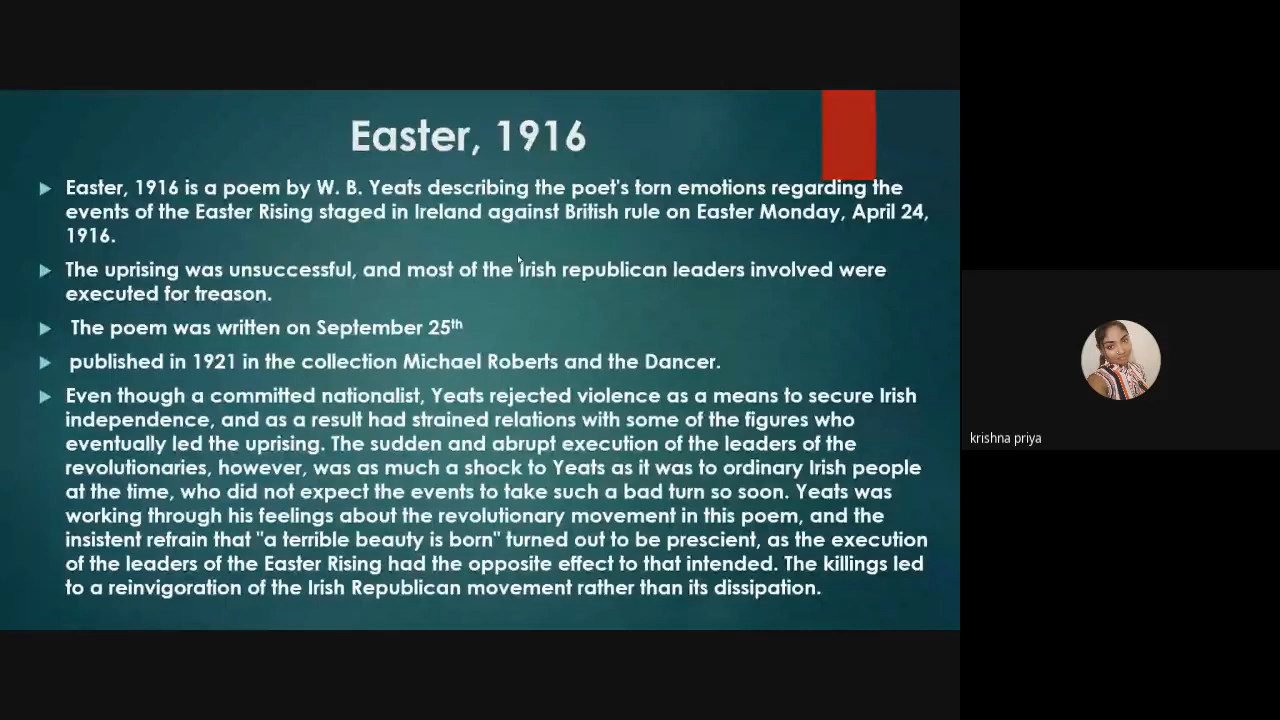 Easter, 1916
Easter, 1916 is a poem by W. B. Yeats describing the poet's torn emotions regarding the
events of the Easter Rising staged in Ireland against British rule on Easter Monday, April 24,
1916.
The uprising was unsuccessful, and most of the Irish republican leaders involved were
executed for treason.
The poem was written on September 25th
published in 1921 in the collection Michael Roberts and the Dancer.
Even though a committed nationalist, Yeats rejected violence as a means to secure Irish
independence, and as a result had strained relations with some of the figures who
eventually led the uprising. The sudden and abrupt execution of the leaders of the
revolutionaries, however, was as much a shock to Yeats as it was to ordinary Irish people
at the time, who did not expect the events to take such a bad turn so soon. Yeats was
working through his feelings about the revolutionary movement in this poem, and the
insistent refrain that "a terrible beauty is born" turned out to be prescient, as the execution
of the leaders of the Easter Rising had the opposite effect to that intended. The killings led
to a reinvigoration of the Irish Republican movement rather than its dissipation.
krishna priya